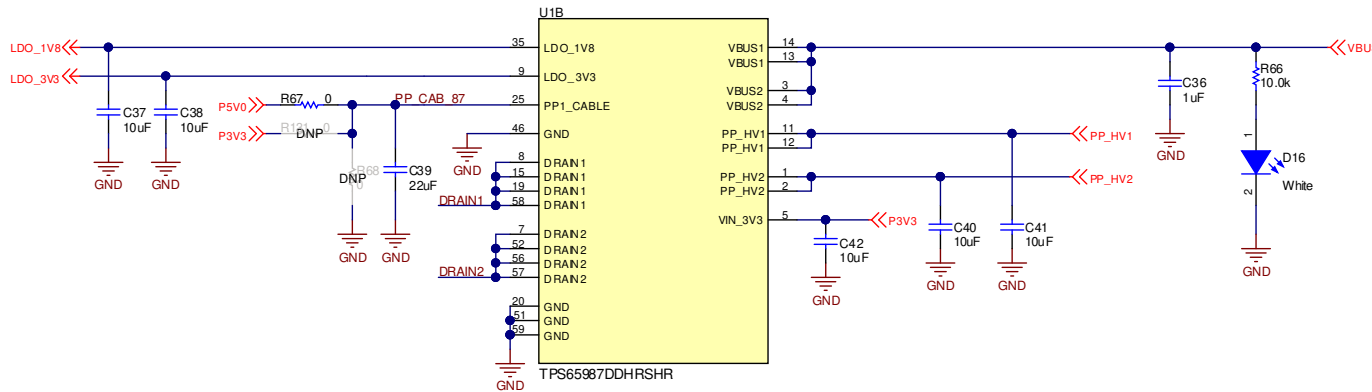 U1B
LDO_1V8 35 LDO_1V8 VBUS1 14 VBU
VBUS1 13
LDO_3V3 9 LDO_3V3 R66
10.0k
VBUS2 3
VBUS2 4
C36
1uF
C37
10uF
C38
10uF
P5V0 R67 0 PP_CAB_87 25 PP1_CABLE
P3V3 R131 0
DNP
46 GND PP_HV1 11 PP_HV1
PP_HV1 12
GND GND GND GND
R68
0
DNP
C39
22uF
8 DRAIN1
15 DRAIN1
19 DRAIN1
DRAIN1 58 DRAIN1
PP_HV2 1 PP_HV2
PP_HV2 2
1
D16
2
White
VIN_3V3 5 P3V3
C42
10uF
C40
10uF
C41
10uF
7 DRAIN2
52 DRAIN2
56 DRAIN2
DRAIN2 57 DRAIN2
GND GND GND GND GND GND
20 GND
51 GND
59 GND
GND
TPS65987DDHRSHR